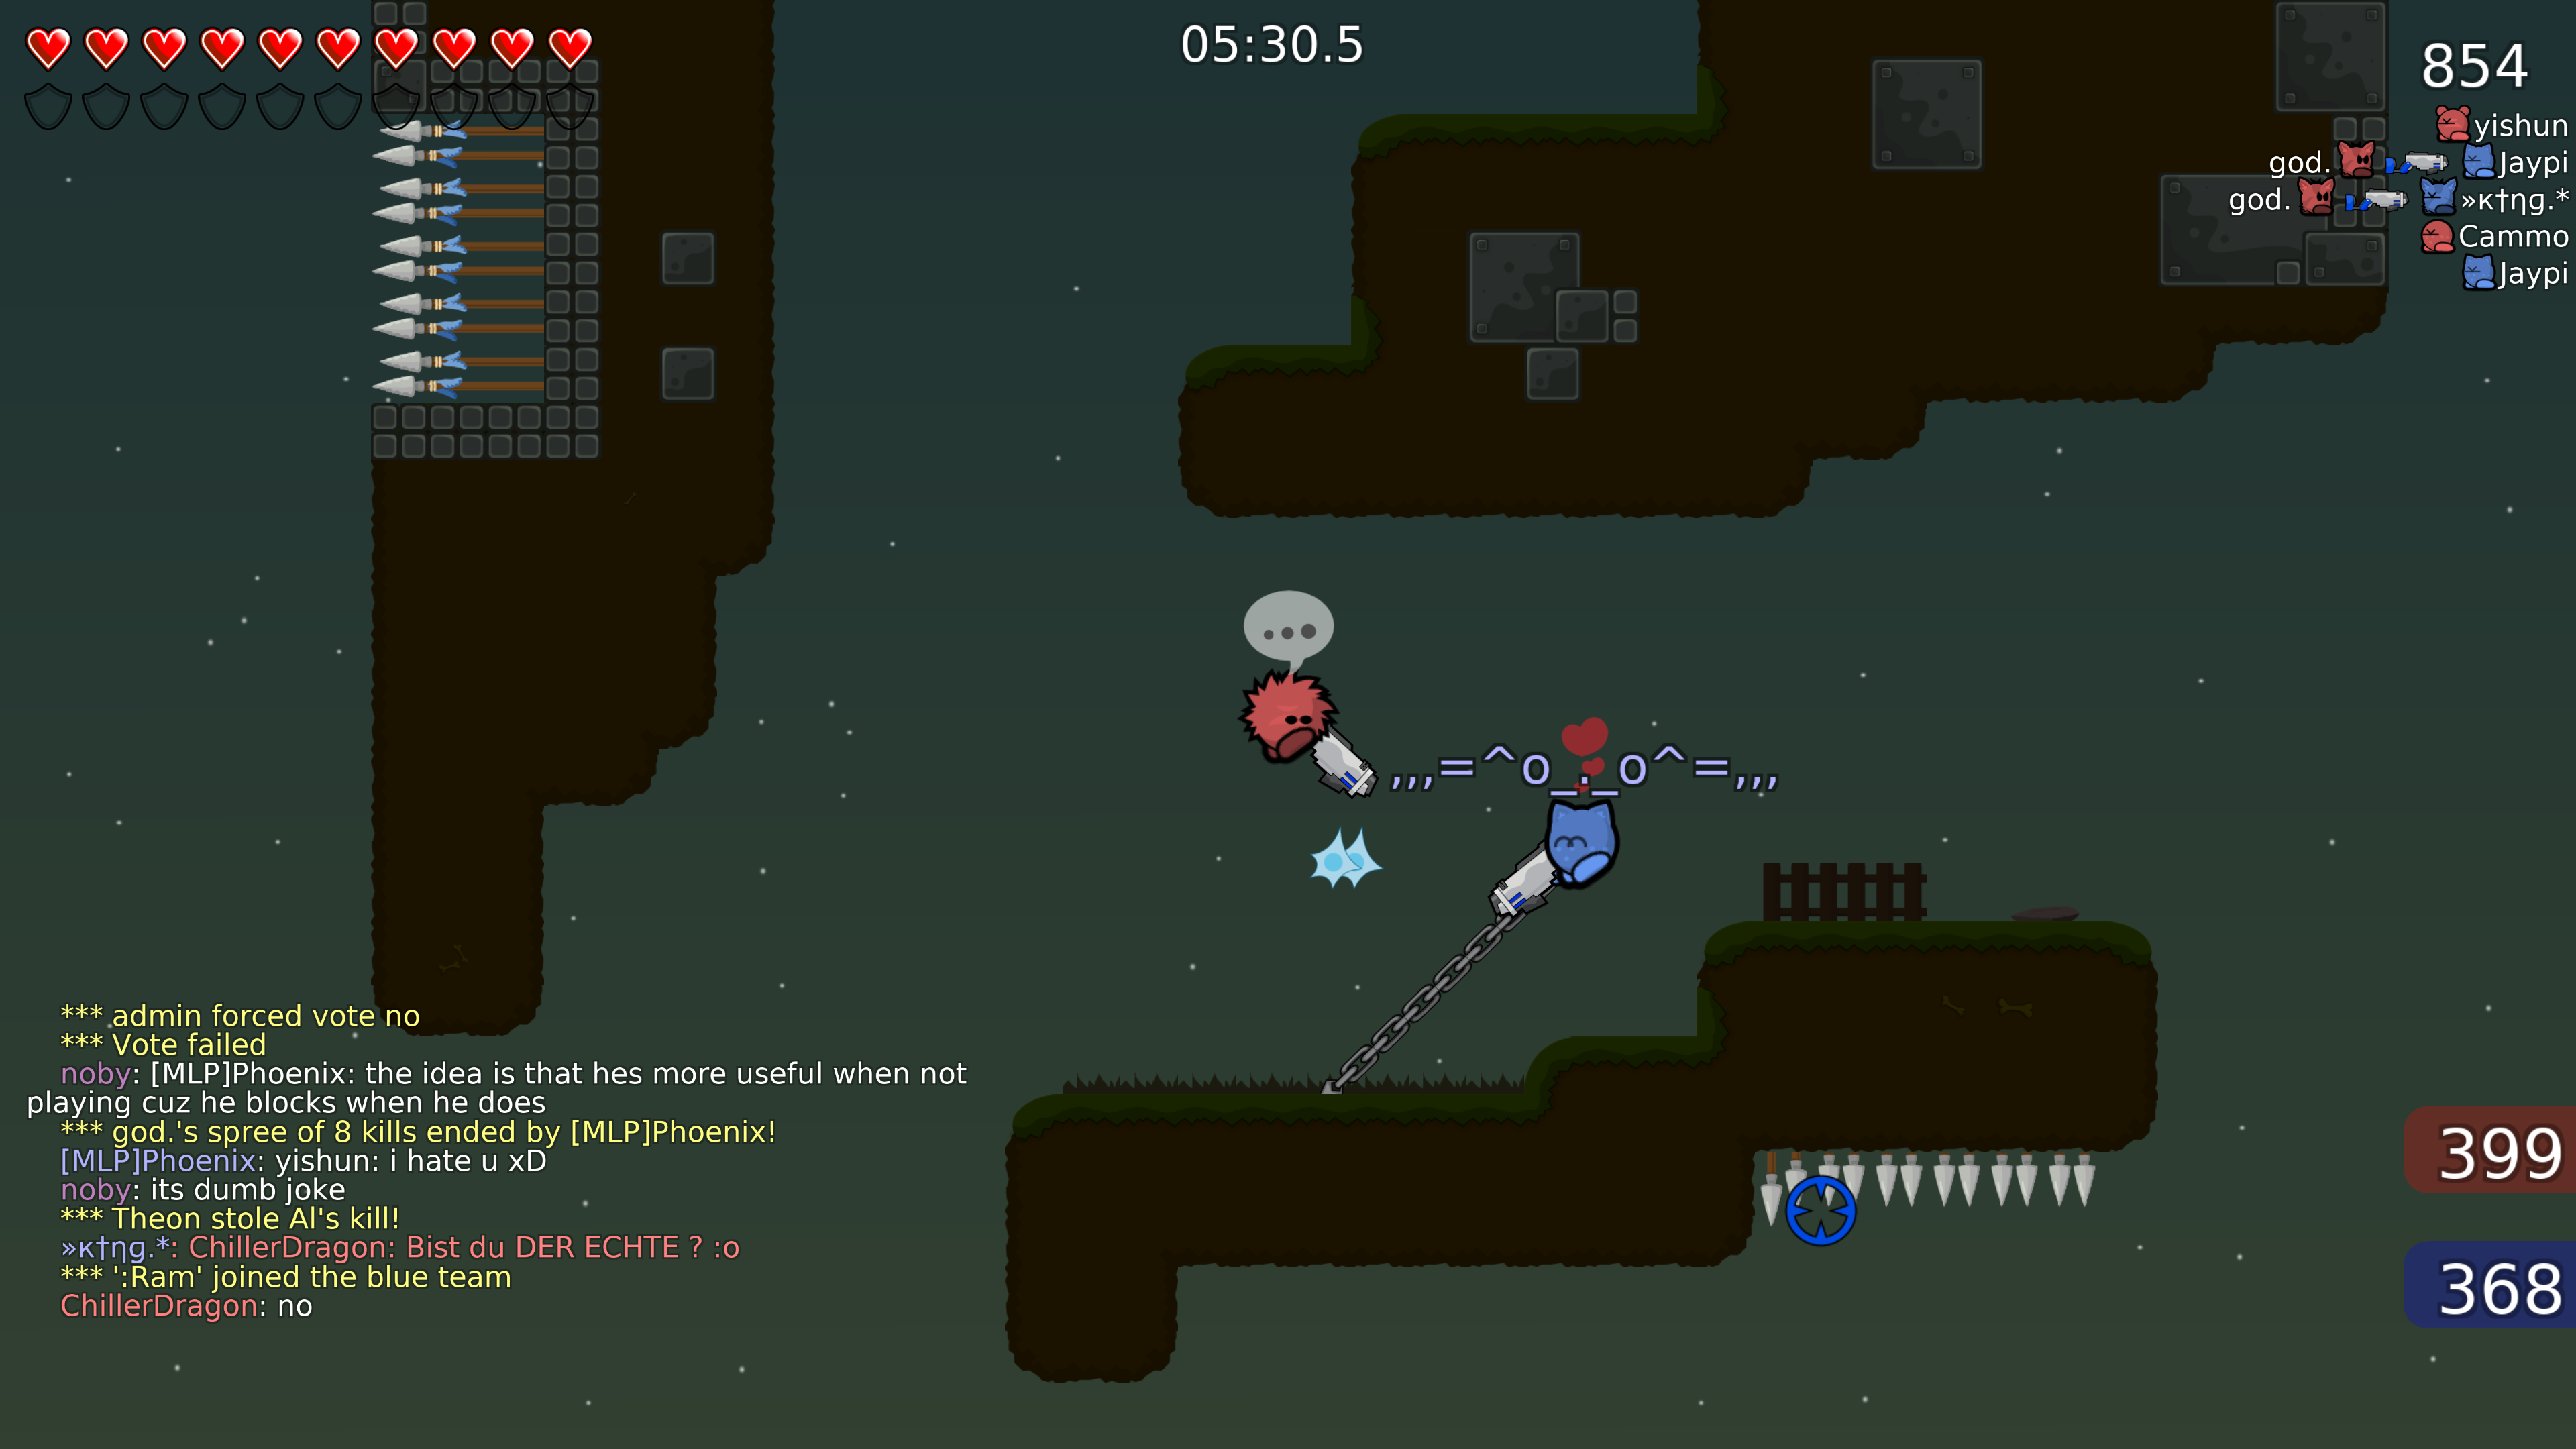 05:30.5
854
yishun
god. Jaypi
god. »κ†ηg.*
Cammo
Jaypi
,,,=^o_._o^=,,,
*** admin forced vote no
*** Vote failed
noby: [MLP]Phoenix: the idea is that hes more useful when not
playing cuz he blocks when he does
*** god.'s spree of 8 kills ended by [MLP]Phoenix!
[MLP]Phoenix: yishun: i hate u xD
noby: its dumb joke
*** Theon stole Al's kill!
»κ†ηg.*: ChillerDragon: Bist du DER ECHTE ? :o
*** ':Ram' joined the blue team
ChillerDragon: no
399
368